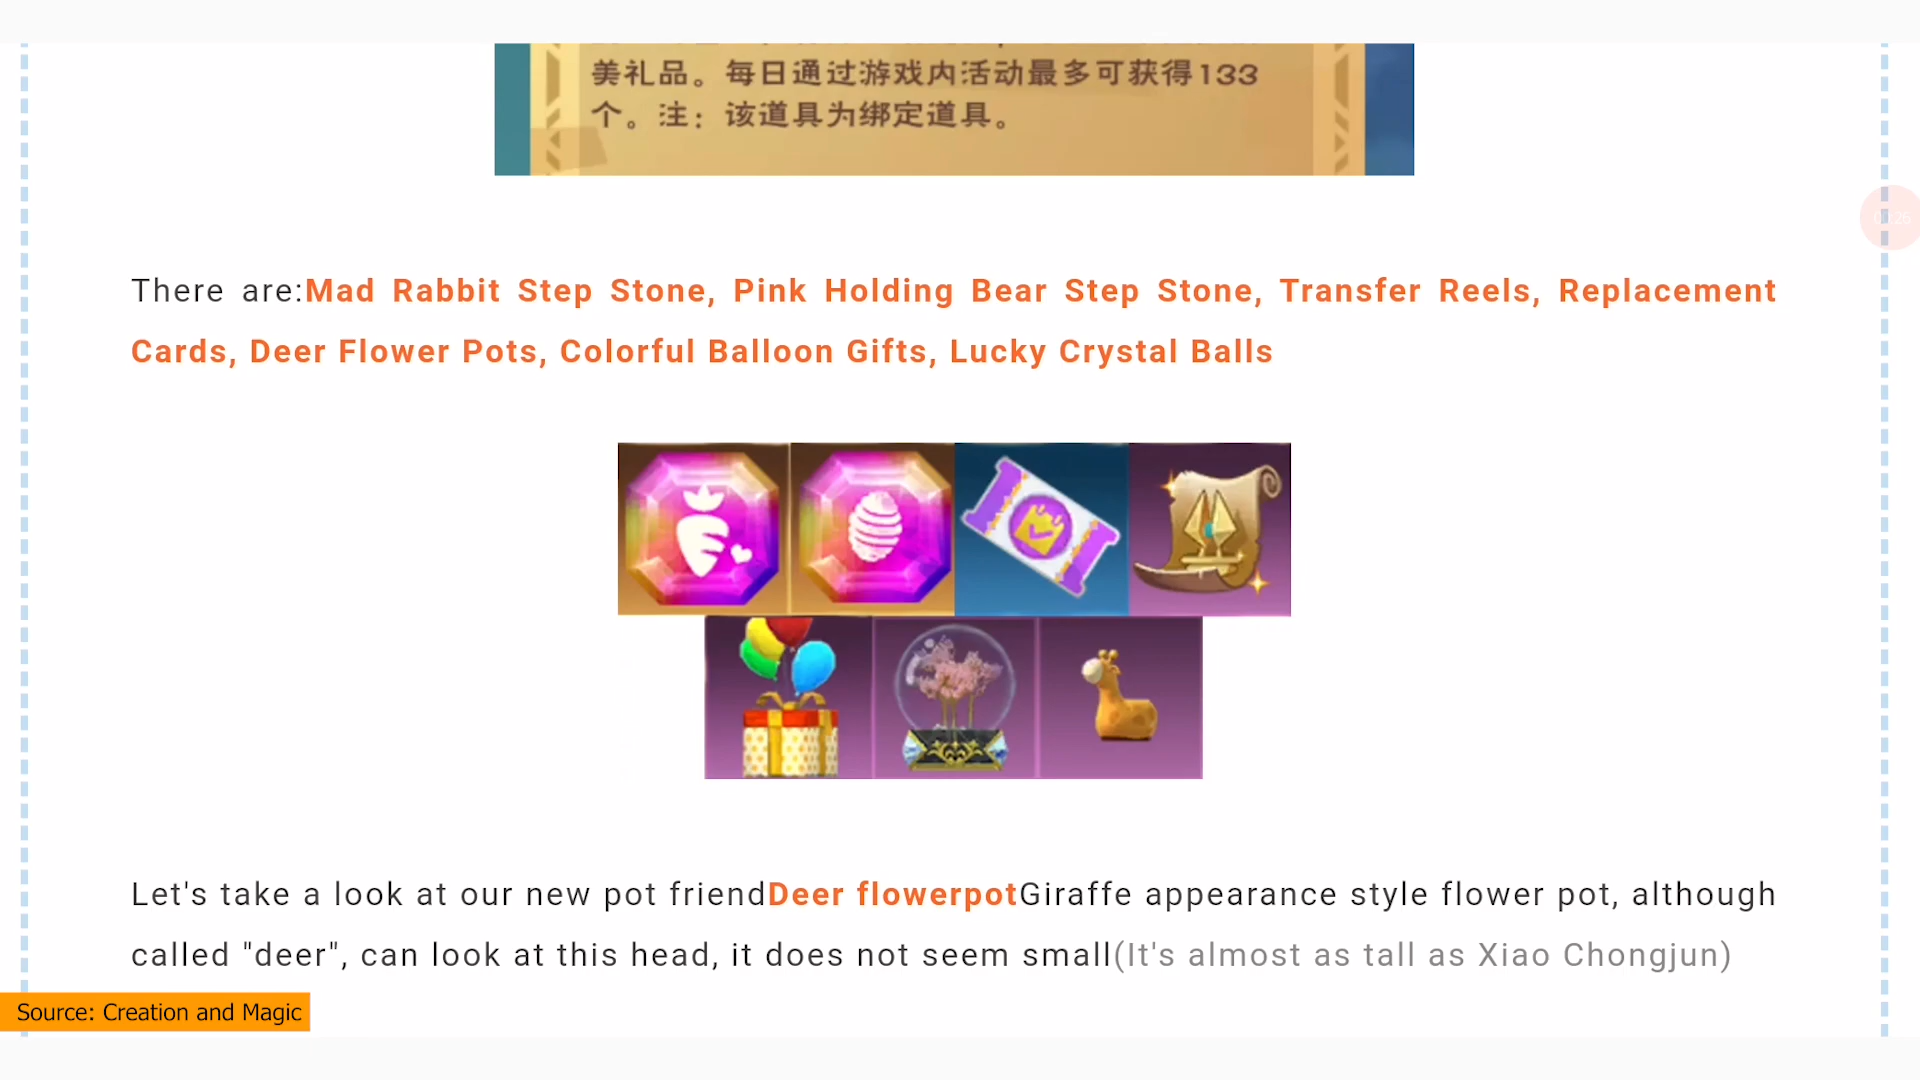 美礼品。每日通过游戏内活动最多可获得133
个。注：该道具为绑定道具。
There are:Mad Rabbit Step Stone, Pink Holding Bear Step Stone, Transfer Reels, Replacement
Cards, Deer Flower Pots, Colorful Balloon Gifts, Lucky Crystal Balls
Let's take a look at our new pot friendDeer flowerpotGiraffe appearance style flower pot, although
called "deer", can look at this head, it does not seem small(It's almost as tall as Xiao Chongjun)
Source: Creation and Magic